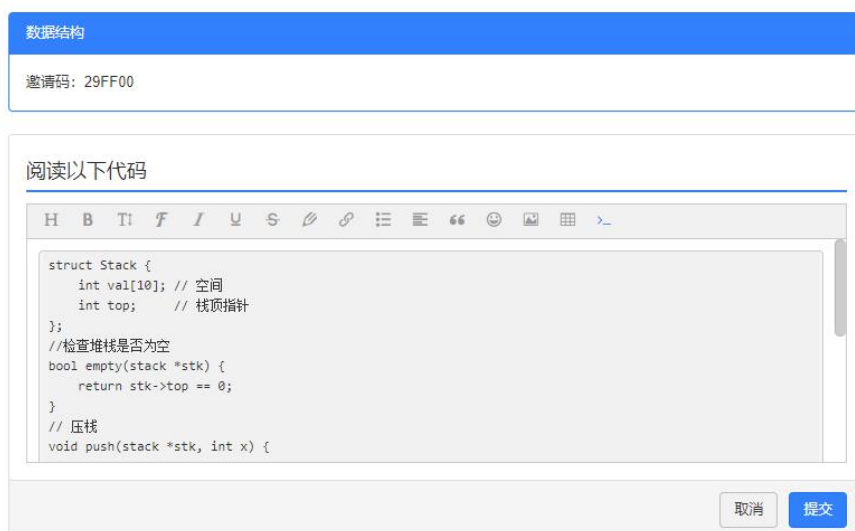 数据结构
邀请码: 29FF00
阅读以下代码
H B T F I U S
struct Stack {
int val[10]; // 空间
int top; // 栈顶指针
};
//检查堆栈是否为空
bool empty(stack *stk) {
return stk->top == 0;
}
// 压栈
void push(stack *stk, int x) {
取消 提交